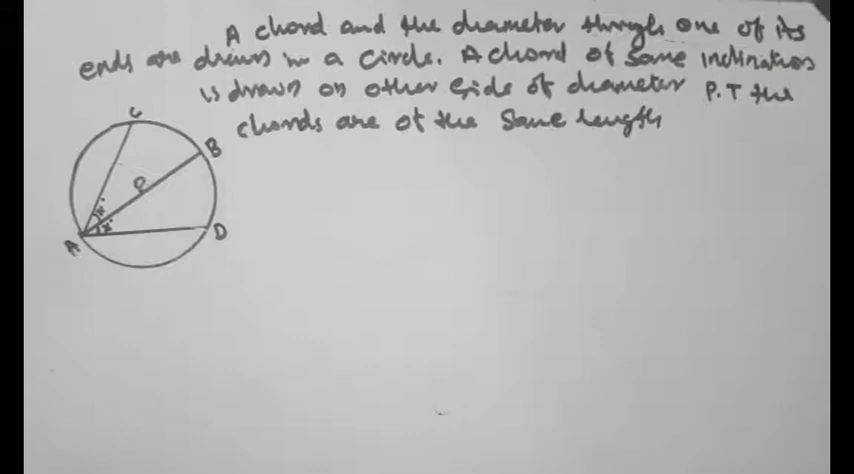 A chord and the diameter through one of its
ends are drawn in a circle. A chord of same inclination
is drawn on other side of diameter P.T the
chords are of the same length
C
B
O
x°
x°
A
D